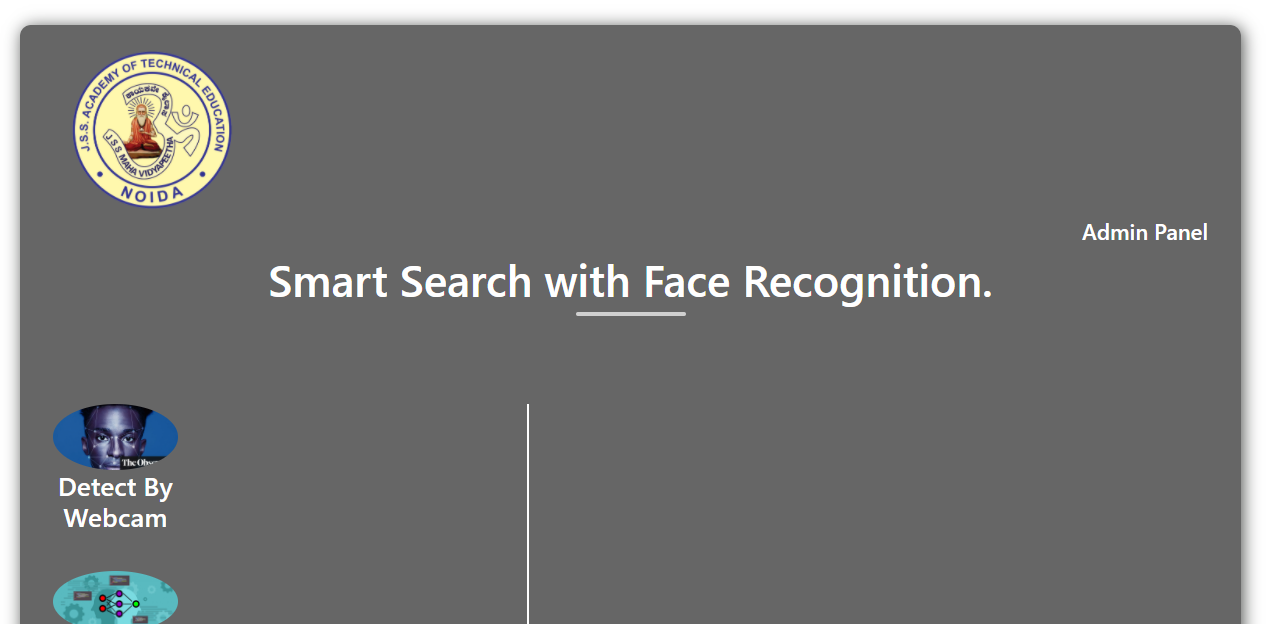 J.S.S. ACADEMY OF TECHNICAL EDUCATION
ಕಾಯಕವೇ
J.S.S MAHA VIDYAPEETHA
NOIDA
Admin Panel
Smart Search with Face Recognition.
The Obs
Detect By
Webcam